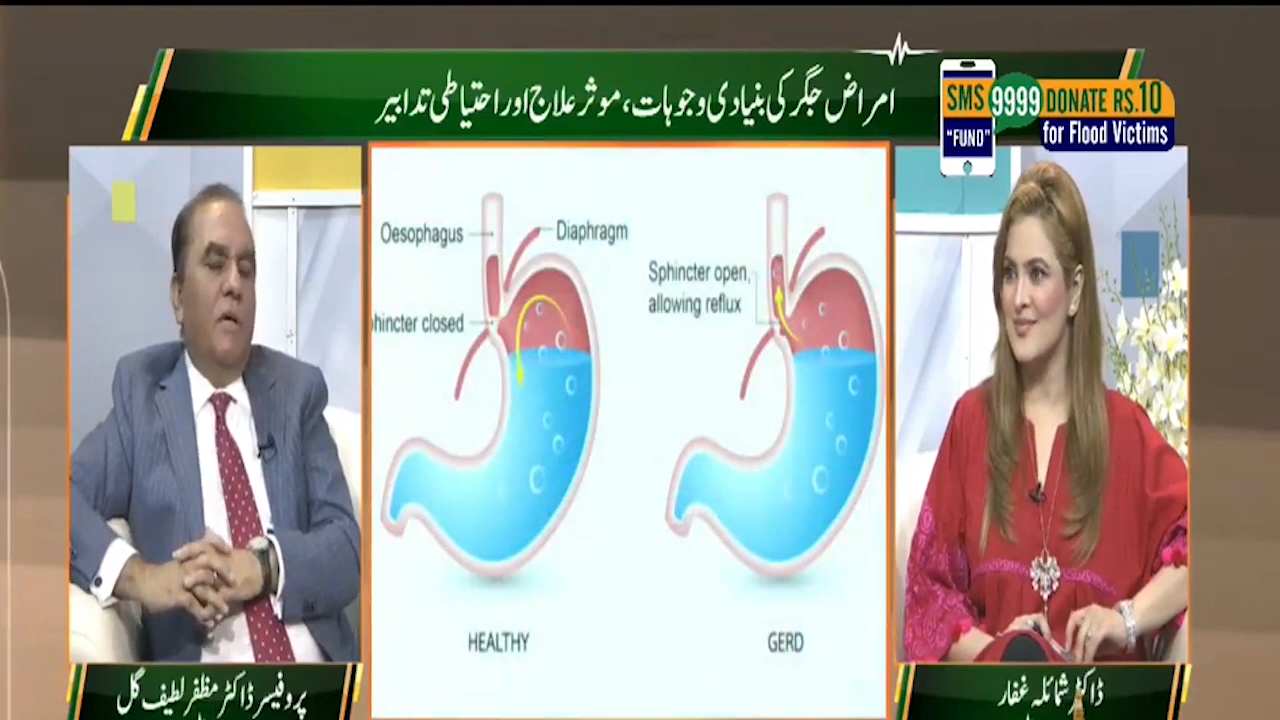 امراض جگر کی بنیادی وجوہات، موثر علاج اور احتیاطی تدابیر
SMS 9999 DONATE RS.10
"FUND" for Flood Victims
Oesophagus
Diaphragm
hincter closed
Sphincter open,
allowing reflux
HEALTHY
GERD
پروفیسر ڈاکٹر مظفر لطیف گل
ڈاکٹر شمائلہ غفار